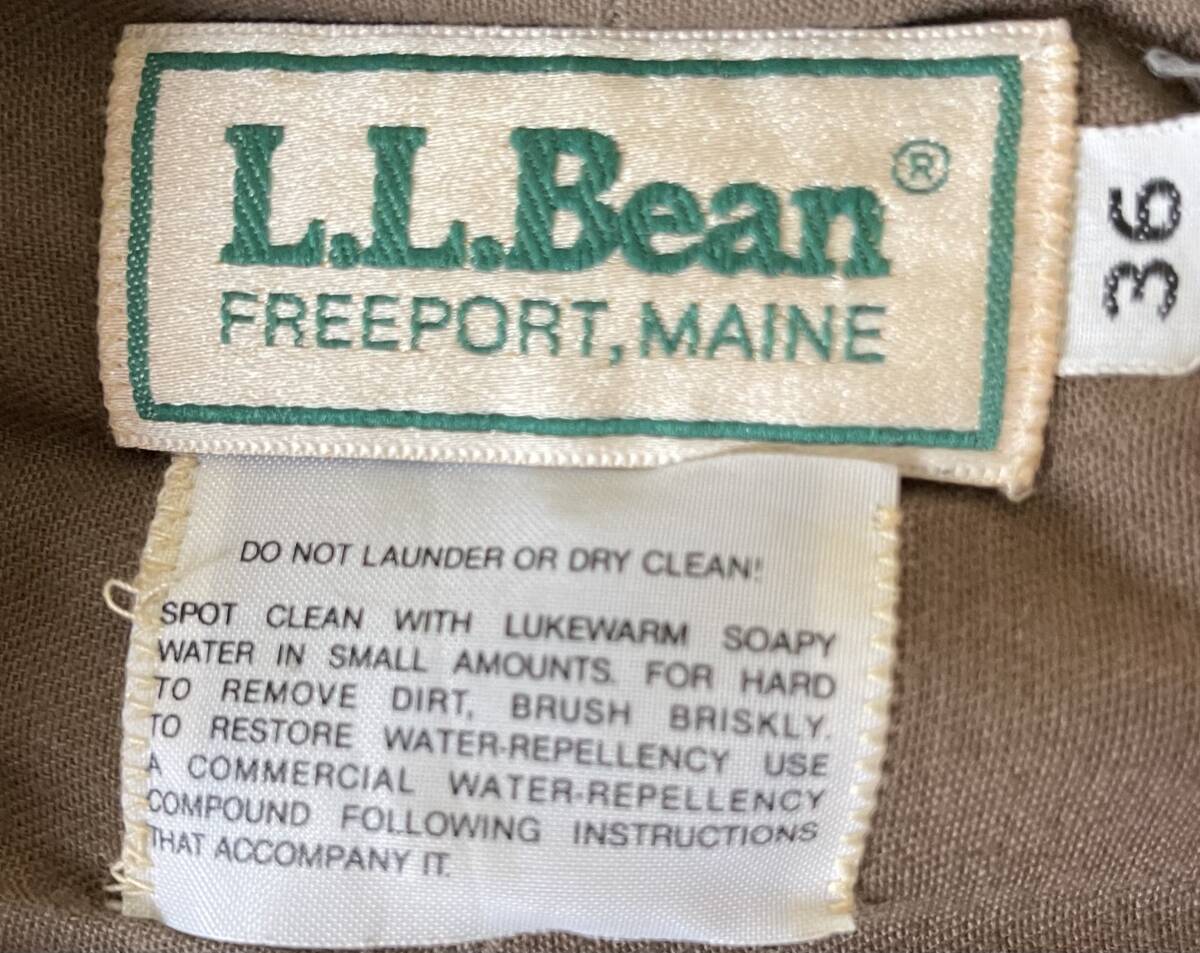 L.L.Bean®
FREEPORT, MAINE
36
DO NOT LAUNDER OR DRY CLEAN!
SPOT CLEAN WITH LUKEWARM SOAPY
WATER IN SMALL AMOUNTS. FOR HARD
TO REMOVE DIRT, BRUSH BRISKLY.
TO RESTORE WATER-REPELLENCY USE
A COMMERCIAL WATER-REPELLENCY
COMPOUND FOLLOWING INSTRUCTIONS
THAT ACCOMPANY IT.